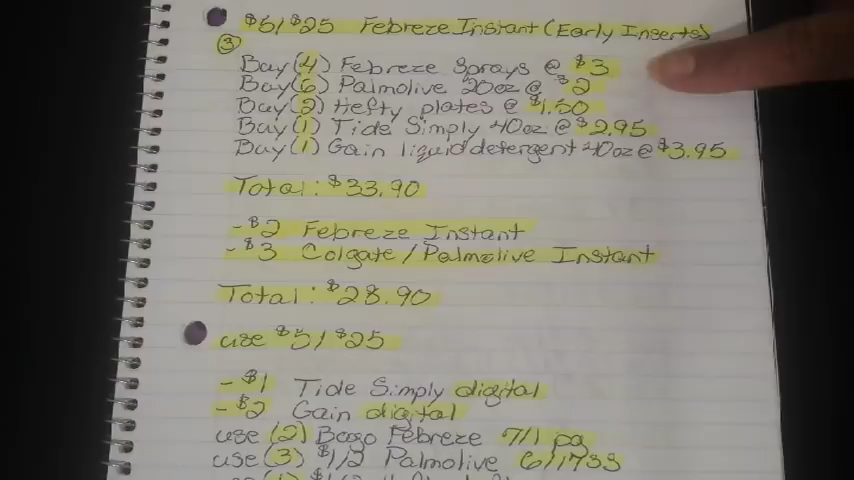 $5/$25 Febreze Instant (Early Inserts)
3
Buy (4) Febreze Sprays @ $3
Buy (6) Palmolive 20oz @ $2
Buy (2) Hefty plates @ $1.50
Buy (1) Tide Simply 40oz @ $2.95
Buy (1) Gain liquid detergent 40oz @ $3.95
Total: $33.90
-$2 Febreze Instant
-$3 Colgate/Palmolive Instant
Total: $28.90
use $5/$25
-$1 Tide Simply digital
-$2 Gain digital
use (2) Bogo Febreze 7/1 pg
use (3) $1/2 Palmolive 6/17SS